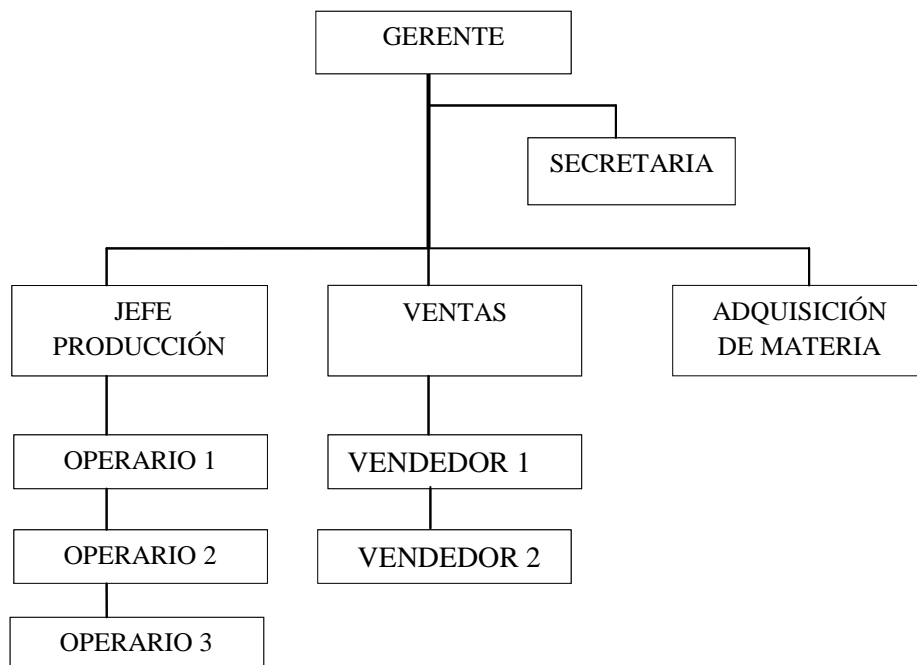 GERENTE
SECRETARIA
JEFE
PRODUCCIÓN
VENTAS
ADQUISICIÓN
DE MATERIA
OPERARIO 1
VENDEDOR 1
OPERARIO 2
VENDEDOR 2
OPERARIO 3